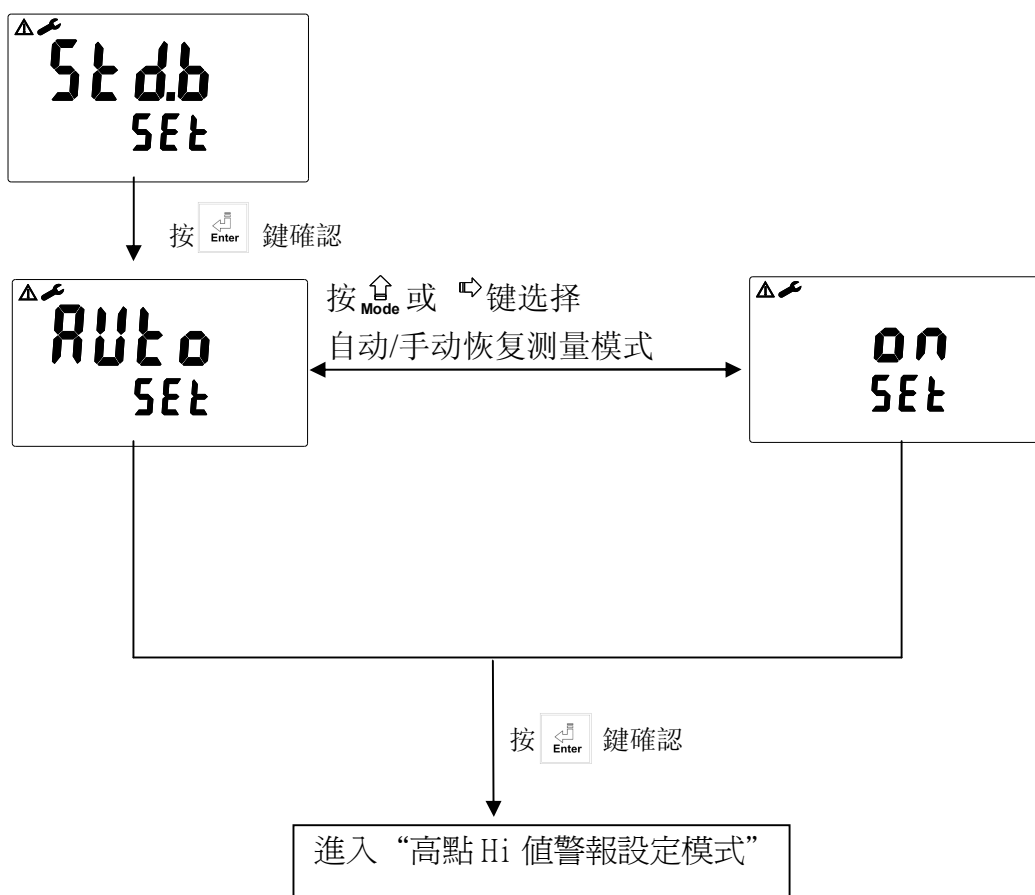 Std.b
SEt
按 Enter 鍵確認
AUto
SEt
按 Mode 或 键选择
自动/手动恢复测量模式
on
SEt
按 Enter 鍵確認
進入“高點 Hi 值警報設定模式”